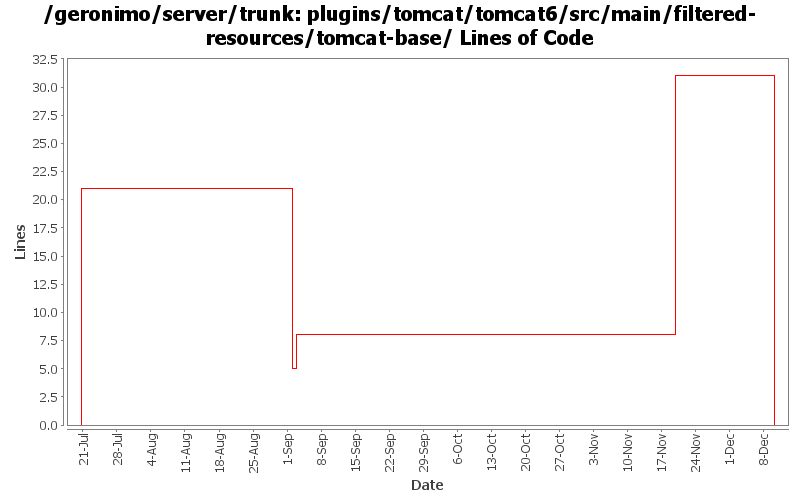 /geronimo/server/trunk: plugins/tomcat/tomcat6/src/main/filtered-
resources/tomcat-base/ Lines of Code
32.5
30.0
27.5
25.0
22.5
20.0
17.5
15.0
12.5
10.0
7.5
5.0
2.5
0.0
Lines
21-Jul
28-Jul
4-Aug
11-Aug
18-Aug
25-Aug
1-Sep
8-Sep
15-Sep
22-Sep
29-Sep
6-Oct
13-Oct
20-Oct
27-Oct
3-Nov
10-Nov
17-Nov
24-Nov
1-Dec
8-Dec
Date